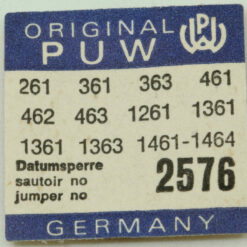 ORIGINAL
PUW
261 361 363 461
462 463 1261 1361
1361 1363 1461-1464
Datumsperre
sautoir no
jumper no
2576
GERMANY